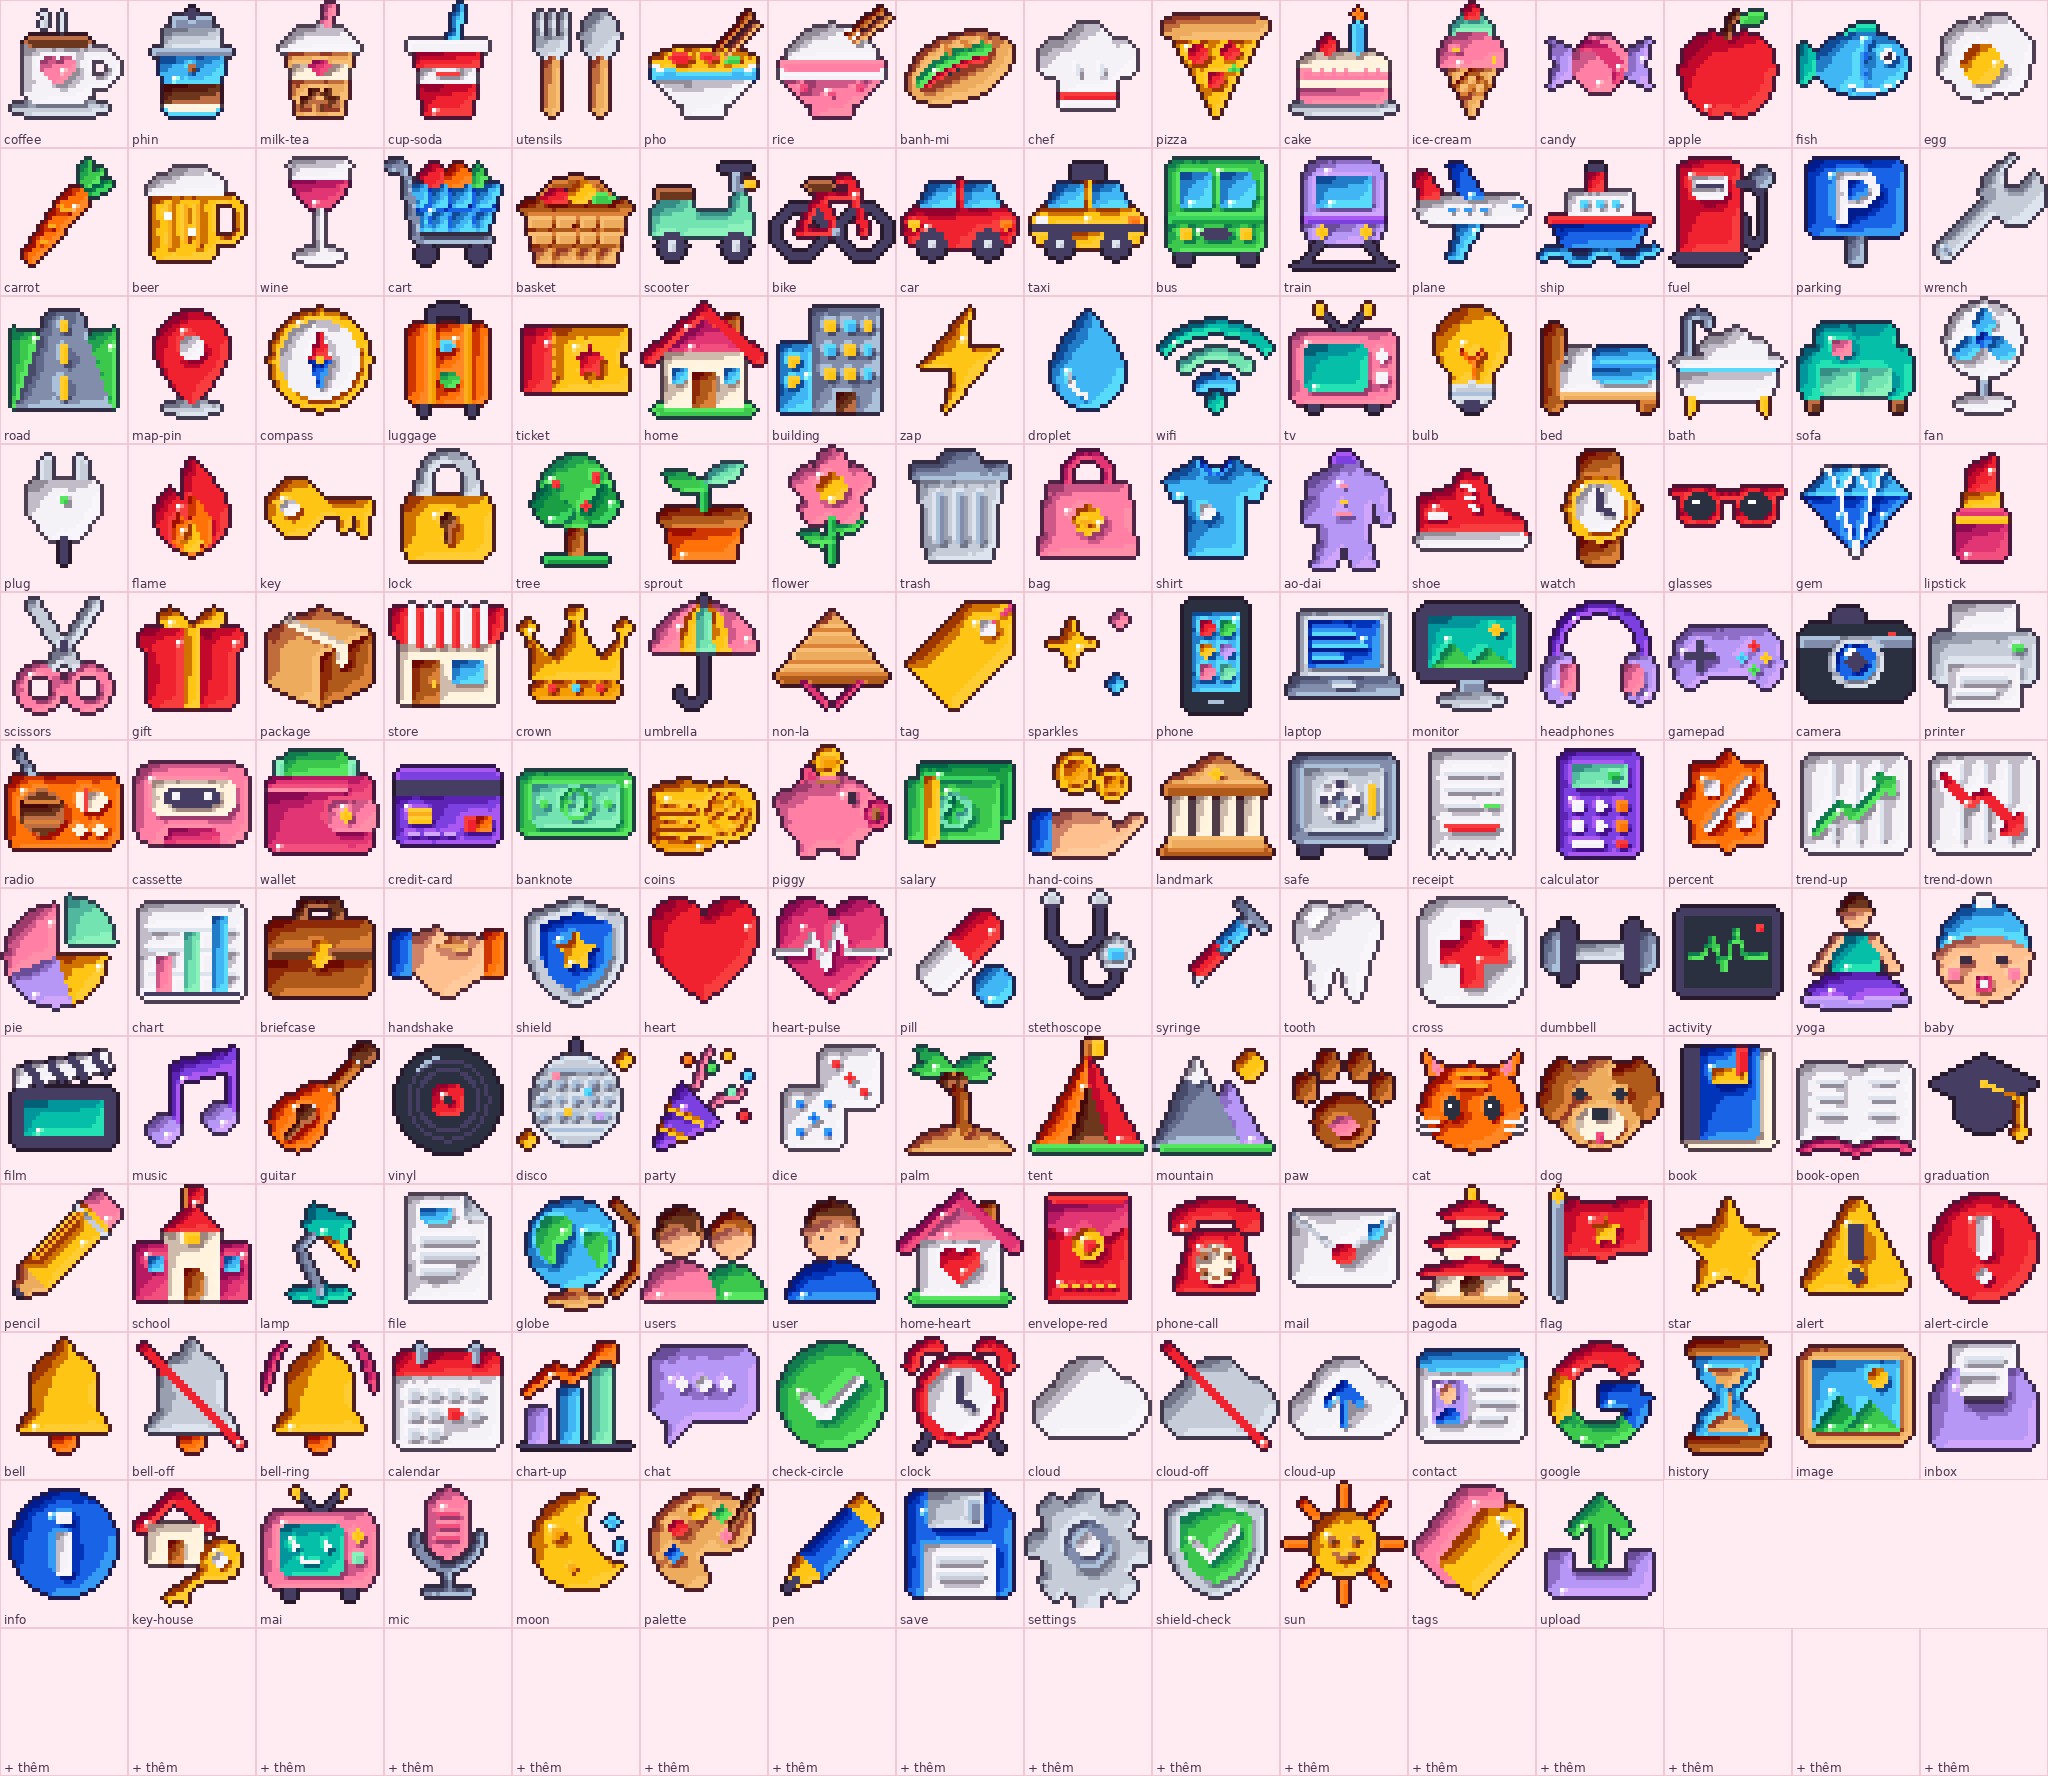 coffee phin milk-tea cup-soda utensils pho rice banh-mi chef pizza cake ice-cream candy apple fish egg
carrot beer wine cart basket scooter bike car taxi bus train plane ship fuel parking wrench
P
road map-pin compass luggage ticket home building zap droplet wifi tv bulb bed bath sofa fan
plug flame key lock tree sprout flower trash bag shirt ao-dai shoe watch glasses gem lipstick
scissors gift package store crown umbrella non-la tag sparkles phone laptop monitor headphones gamepad camera printer
radio cassette wallet credit-card banknote coins piggy salary hand-coins landmark safe receipt calculator percent trend-up trend-down
%
pie chart briefcase handshake shield heart heart-pulse pill stethoscope syringe tooth cross dumbbell activity yoga baby
film music guitar vinyl disco party dice palm tent mountain paw cat dog book book-open graduation
pencil school lamp file globe users user home-heart envelope-red phone-call mail pagoda flag star alert alert-circle
! !
bell bell-off bell-ring calendar chart-up chat check-circle clock cloud cloud-off cloud-up contact google history image inbox
G
i
info key-house mai mic moon palette pen save settings shield-check sun tags upload
+ thêm + thêm + thêm + thêm + thêm + thêm + thêm + thêm + thêm + thêm + thêm + thêm + thêm + thêm + thêm + thêm